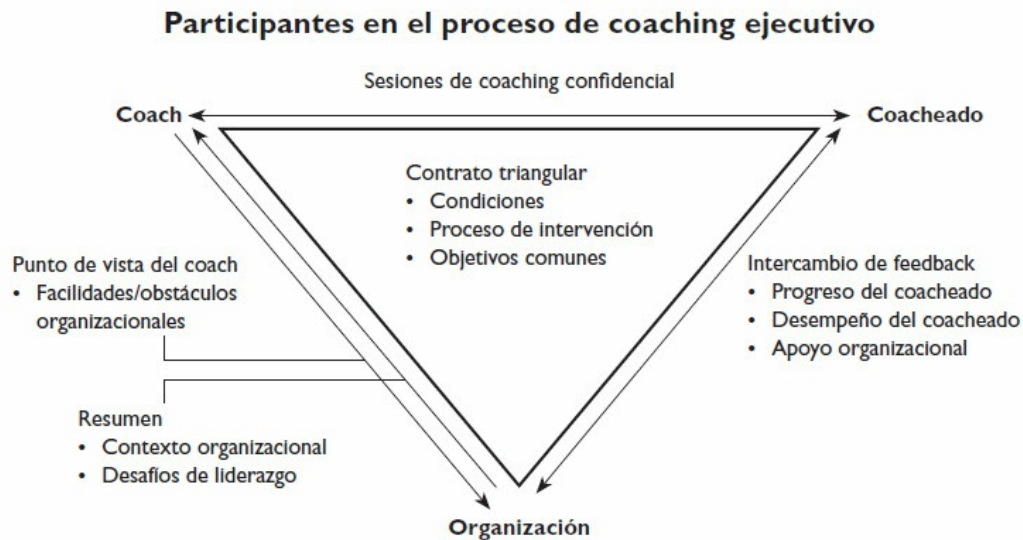 Participantes en el proceso de coaching ejecutivo
Sesiones de coaching confidencial
Coach
Coacheado
Contrato triangular
• Condiciones
• Proceso de intervención
• Objetivos comunes
Punto de vista del coach
• Facilidades/obstáculos
organizacionales
Intercambio de feedback
• Progreso del coacheado
• Desempeño del coacheado
• Apoyo organizacional
Resumen
• Contexto organizacional
• Desafíos de liderazgo
Organización